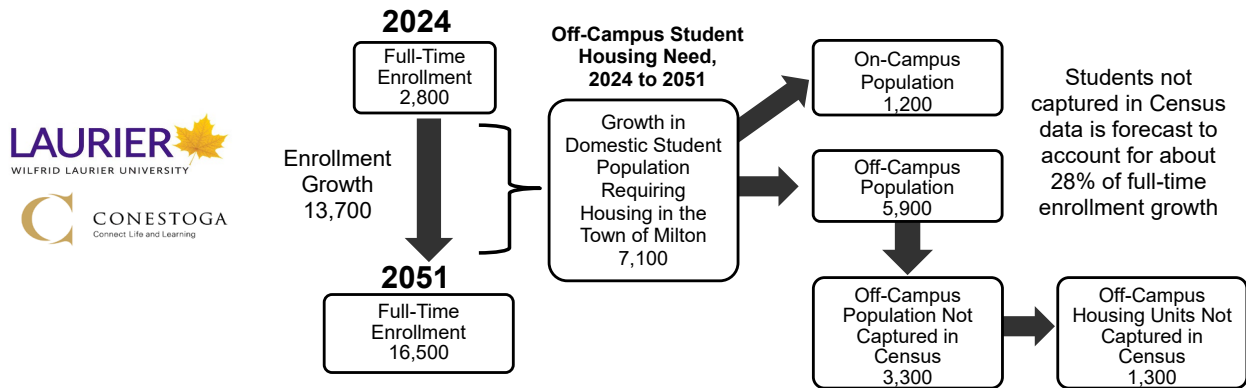 LAURIER
WILFRID LAURIER UNIVERSITY
C
CONESTOGA
Connect Life and Learning
2024
Full-Time
Enrollment
2,800
Enrollment
Growth
13,700
2051
Full-Time
Enrollment
16,500
Off-Campus Student
Housing Need,
2024 to 2051
Growth in
Domestic Student
Population
Requiring
Housing in the
Town of Milton
7,100
On-Campus
Population
1,200
Off-Campus
Population
5,900
Off-Campus
Population Not
Captured in
Census
3,300
Off-Campus
Housing Units Not
Captured in
Census
1,300
Students not
captured in Census
data is forecast to
account for about
28% of full-time
enrollment growth